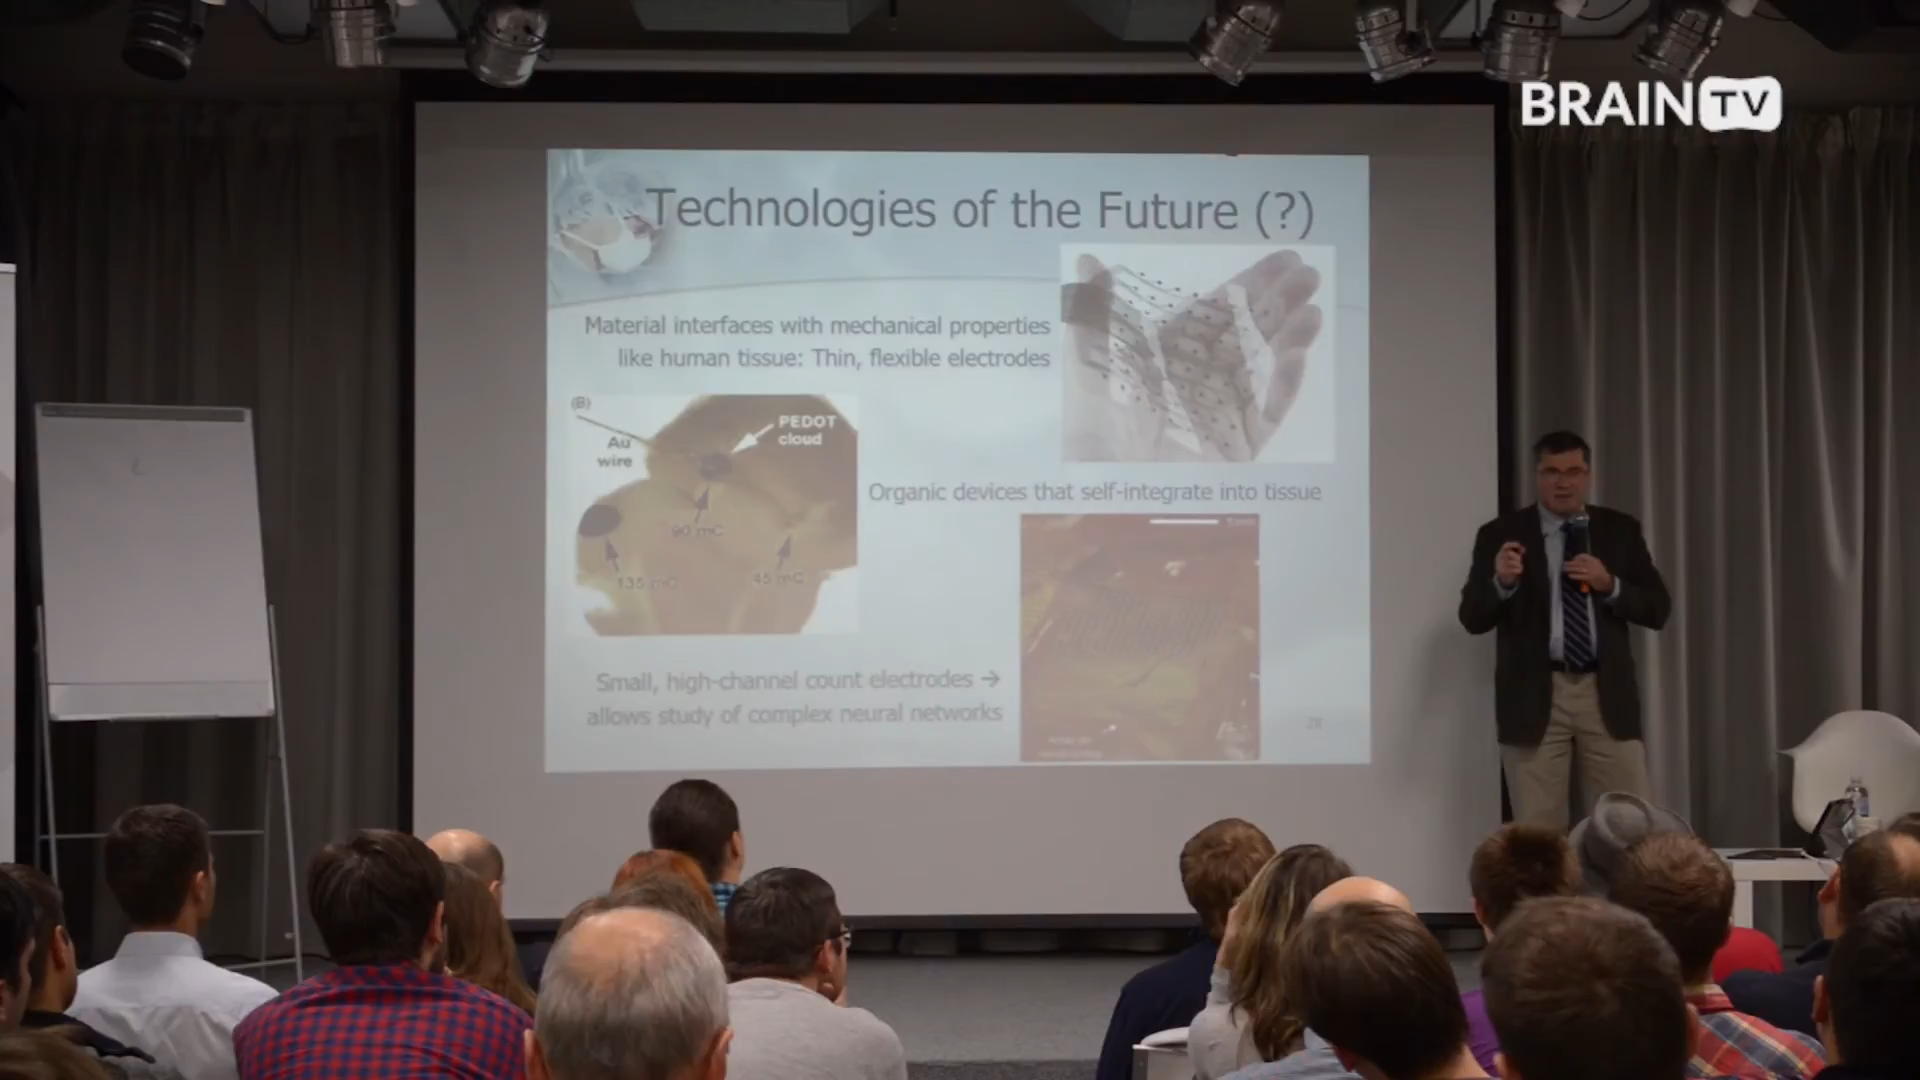 BRAIN TV
Technologies of the Future (?)
Material interfaces with mechanical properties
like human tissue: Thin, flexible electrodes
(B)
PEDOT
cloud
Au
wire
90 mC
135 mC
45 mC
Organic devices that self-integrate into tissue
Small, high-channel count electrodes →
allows study of complex neural networks
28